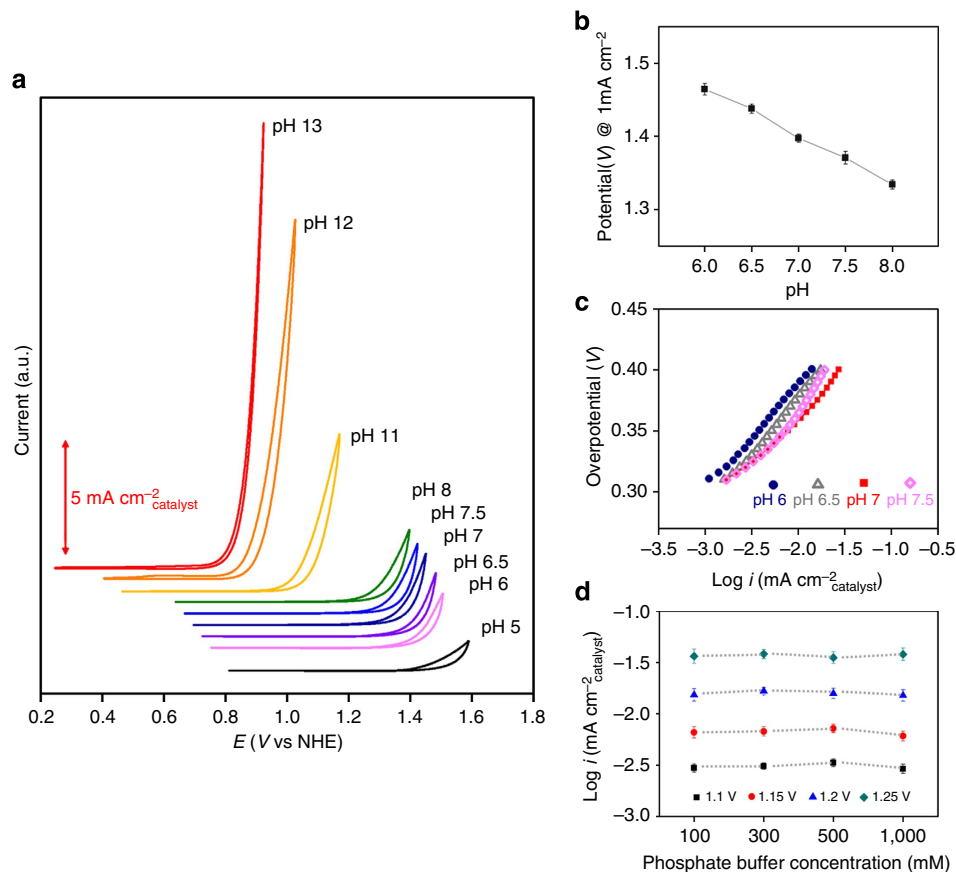 a
Current (a.u.)
5 mA cm⁻²catalyst
pH 13
pH 12
pH 11
pH 8
pH 7.5
pH 7
pH 6.5
pH 6
pH 5
0.2 0.4 0.6 0.8 1.0 1.2 1.4 1.6 1.8
E (V vs NHE)
b
Potential(V) @ 1mA cm⁻²
1.5
1.4
1.3
6.0 6.5 7.0 7.5 8.0
pH
c
Overpotential (V)
0.45
0.40
0.35
0.30
pH 6 pH 6.5 pH 7 pH 7.5
−3.5 −3.0 −2.5 −2.0 −1.5 −1.0 −0.5
Log i (mA cm⁻²catalyst)
d
Log i (mA cm⁻²catalyst)
−1.0
−1.5
−2.0
−2.5
−3.0
1.1 V 1.15 V 1.2 V 1.25 V
100 300 500 1,000
Phosphate buffer concentration (mM)